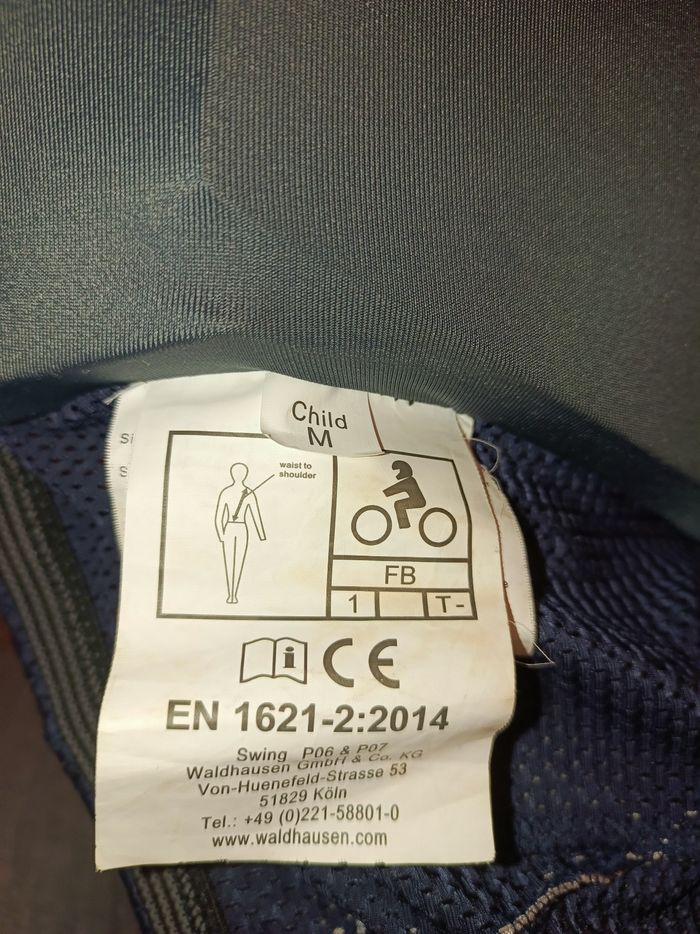 Child
M
waist to
shoulder
FB
1
T-
i
CE
EN 1621-2:2014
Swing P06 & P07
Waldhausen GmbH & Co. KG
Von-Huenefeld-Strasse 53
51829 Köln
Tel.: +49 (0)221-58801-0
www.waldhausen.com